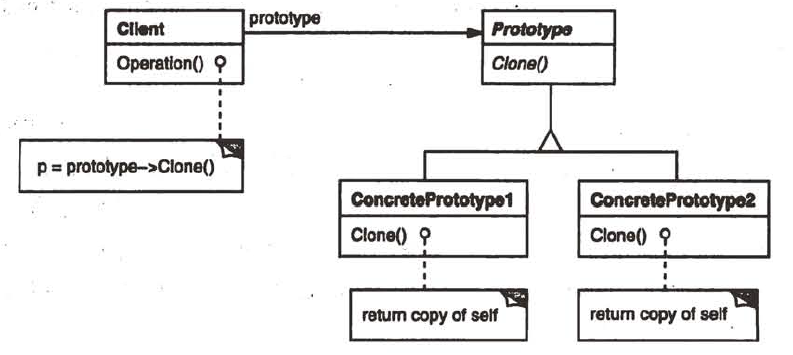 Client
prototype
Prototype
Operation()
Clone()
p = prototype->Clone()
ConcretePrototype1
ConcretePrototype2
Clone()
Clone()
return copy of self
return copy of self